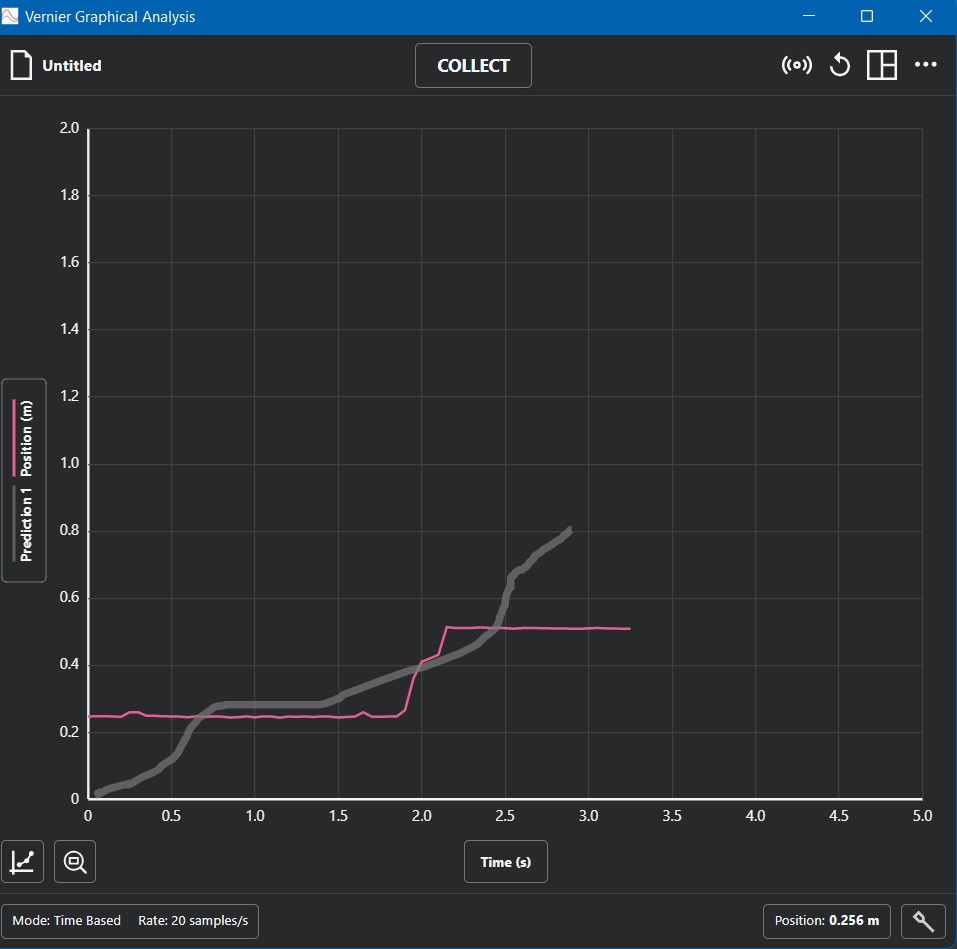 Vernier Graphical Analysis
Untitled
COLLECT
2.0
1.8
1.6
1.4
1.2
1.0
0.8
0.6
0.4
0.2
0
Position (m)
Prediction 1
0 0.5 1.0 1.5 2.0 2.5 3.0 3.5 4.0 4.5 5.0
Time (s)
Mode: Time Based Rate: 20 samples/s
Position: 0.256 m